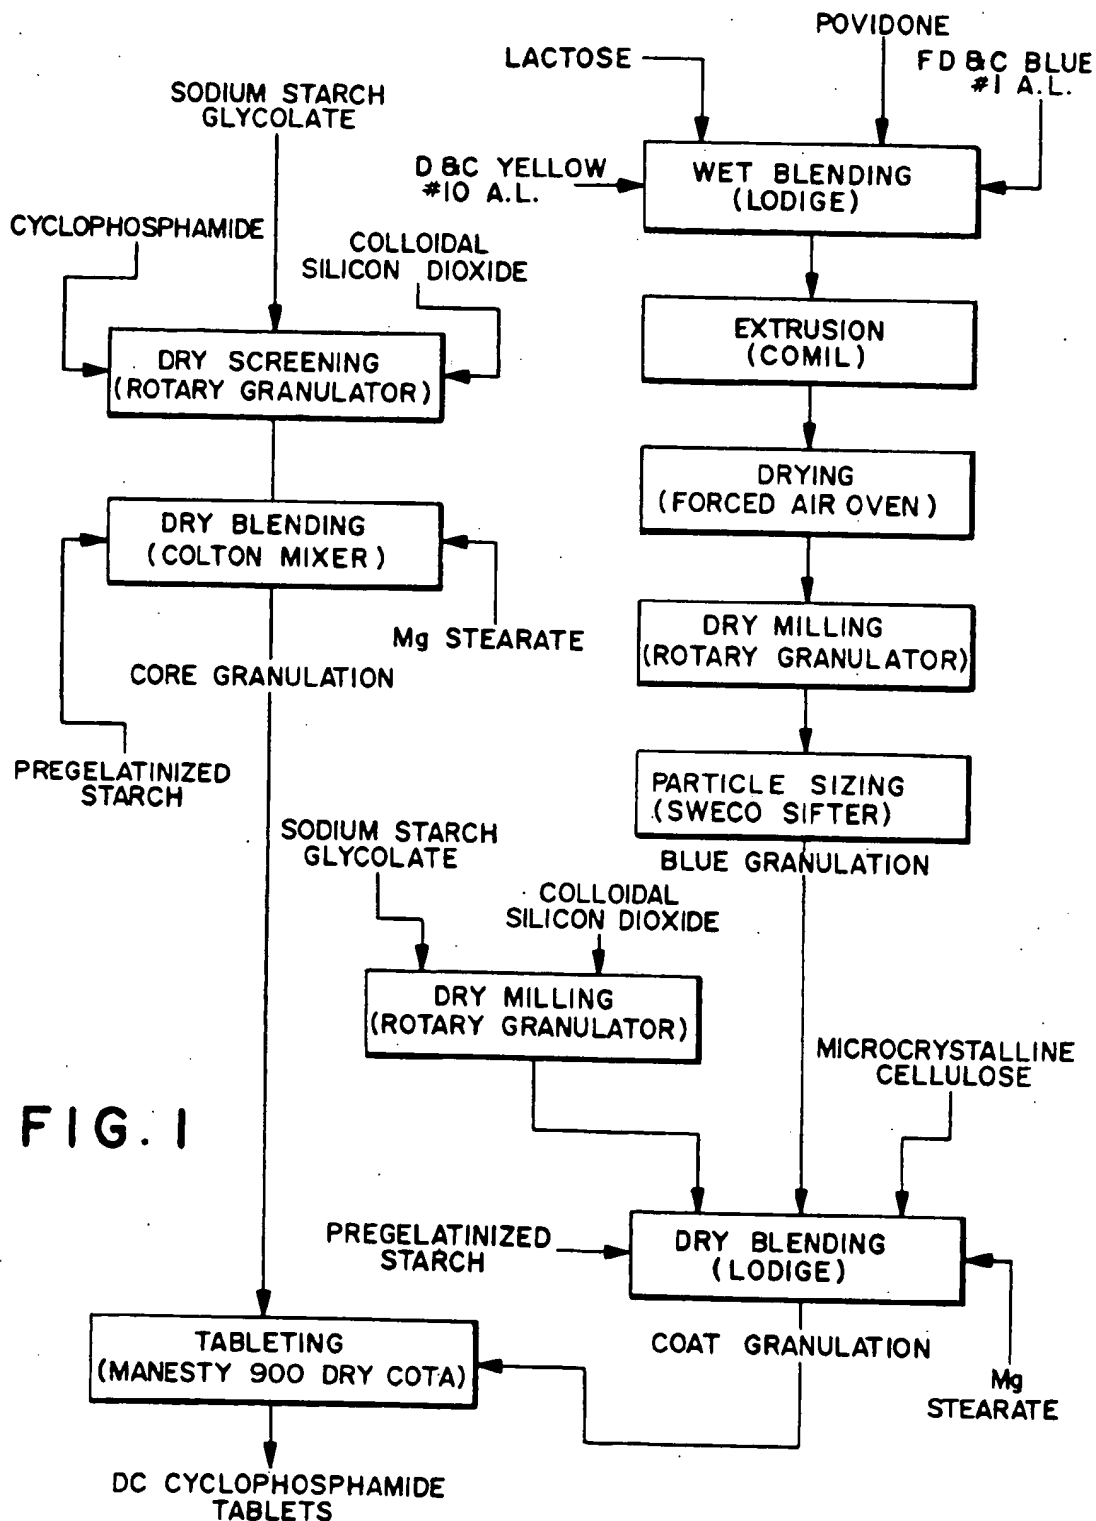 POVIDONE
LACTOSE
FD & C BLUE
#1 A.L.
SODIUM STARCH
GLYCOLATE
D & C YELLOW
#10 A.L.
WET BLENDING
(LODIGE)
CYCLOPHOSPHAMIDE
COLLOIDAL
SILICON DIOXIDE
EXTRUSION
(COMIL)
DRY SCREENING
(ROTARY GRANULATOR)
DRYING
(FORCED AIR OVEN)
DRY BLENDING
(COLTON MIXER)
DRY MILLING
(ROTARY GRANULATOR)
Mg STEARATE
CORE GRANULATION
PREGELATINIZED
STARCH
PARTICLE SIZING
(SWECO SIFTER)
BLUE GRANULATION
SODIUM STARCH
GLYCOLATE
COLLOIDAL
SILICON DIOXIDE
DRY MILLING
(ROTARY GRANULATOR)
MICROCRYSTALLINE
CELLULOSE
FIG. 1
PREGELATINIZED
STARCH
DRY BLENDING
(LODIGE)
COAT GRANULATION
Mg
STEARATE
TABLETING
(MANESTY 900 DRY COTA)
DC CYCLOPHOSPHAMIDE
TABLETS